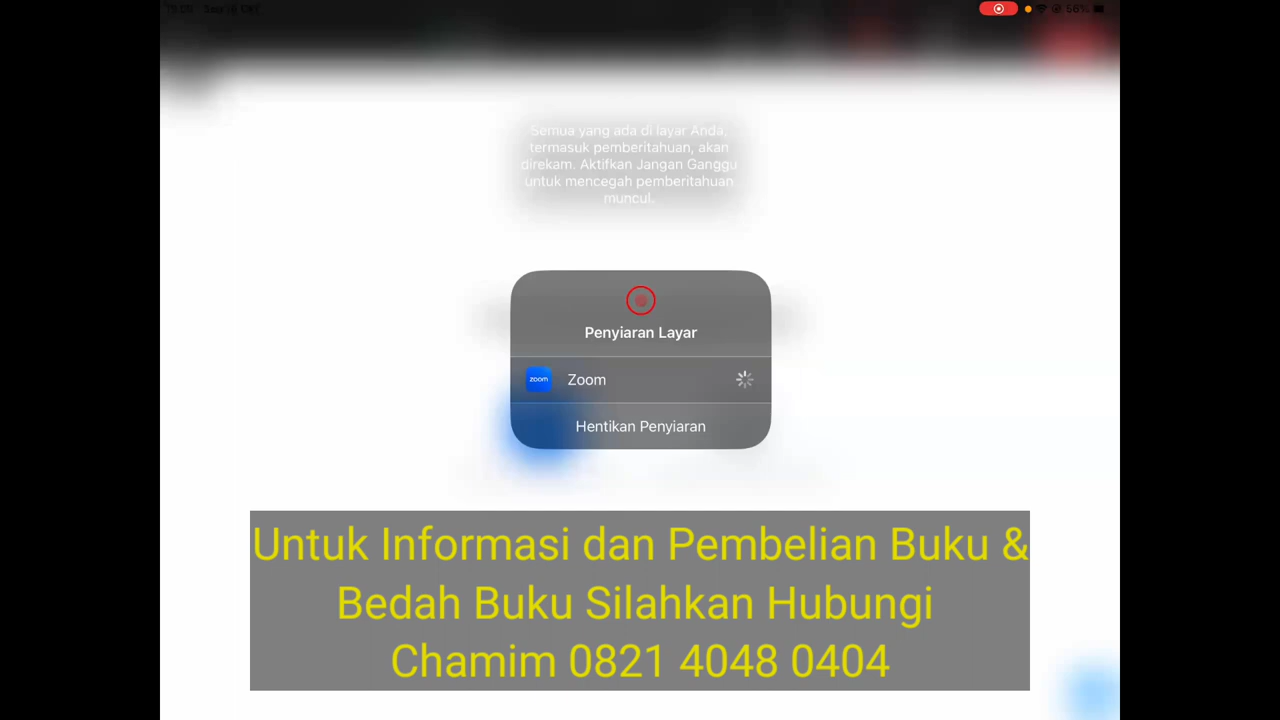 56%
Semua yang ada di layar Anda,
termasuk pemberitahuan, akan
direkam. Aktifkan Jangan Ganggu
untuk mencegah pemberitahuan
muncul.
Penyiaran Layar
zoom Zoom
Hentikan Penyiaran
Untuk Informasi dan Pembelian Buku &
Bedah Buku Silahkan Hubungi
Chamim 0821 4048 0404